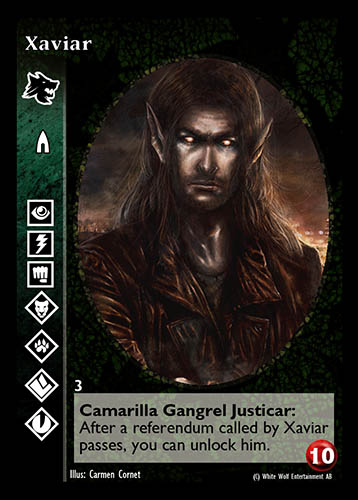 Xaviar
3
Camarilla Gangrel Justicar:
After a referendum called by Xaviar
passes, you can unlock him.
10
Illus: Carmen Cornet
(C) White Wolf Entertainment AB